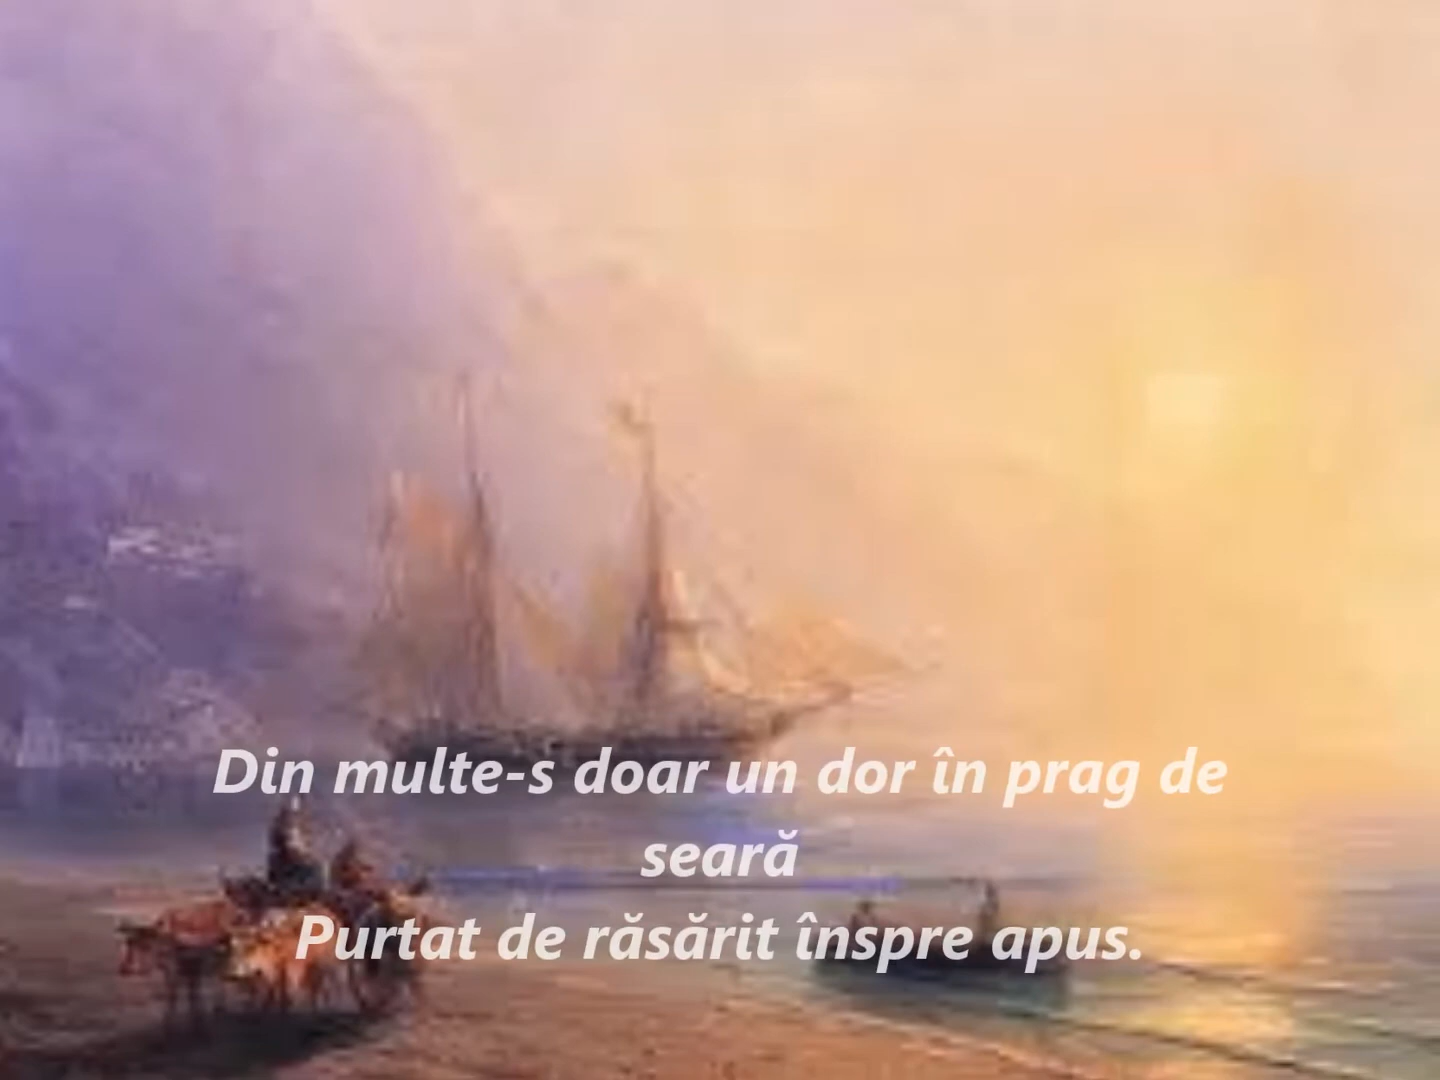 Din multe-s doar un dor în prag de
seară
Purtat de răsărit înspre apus.